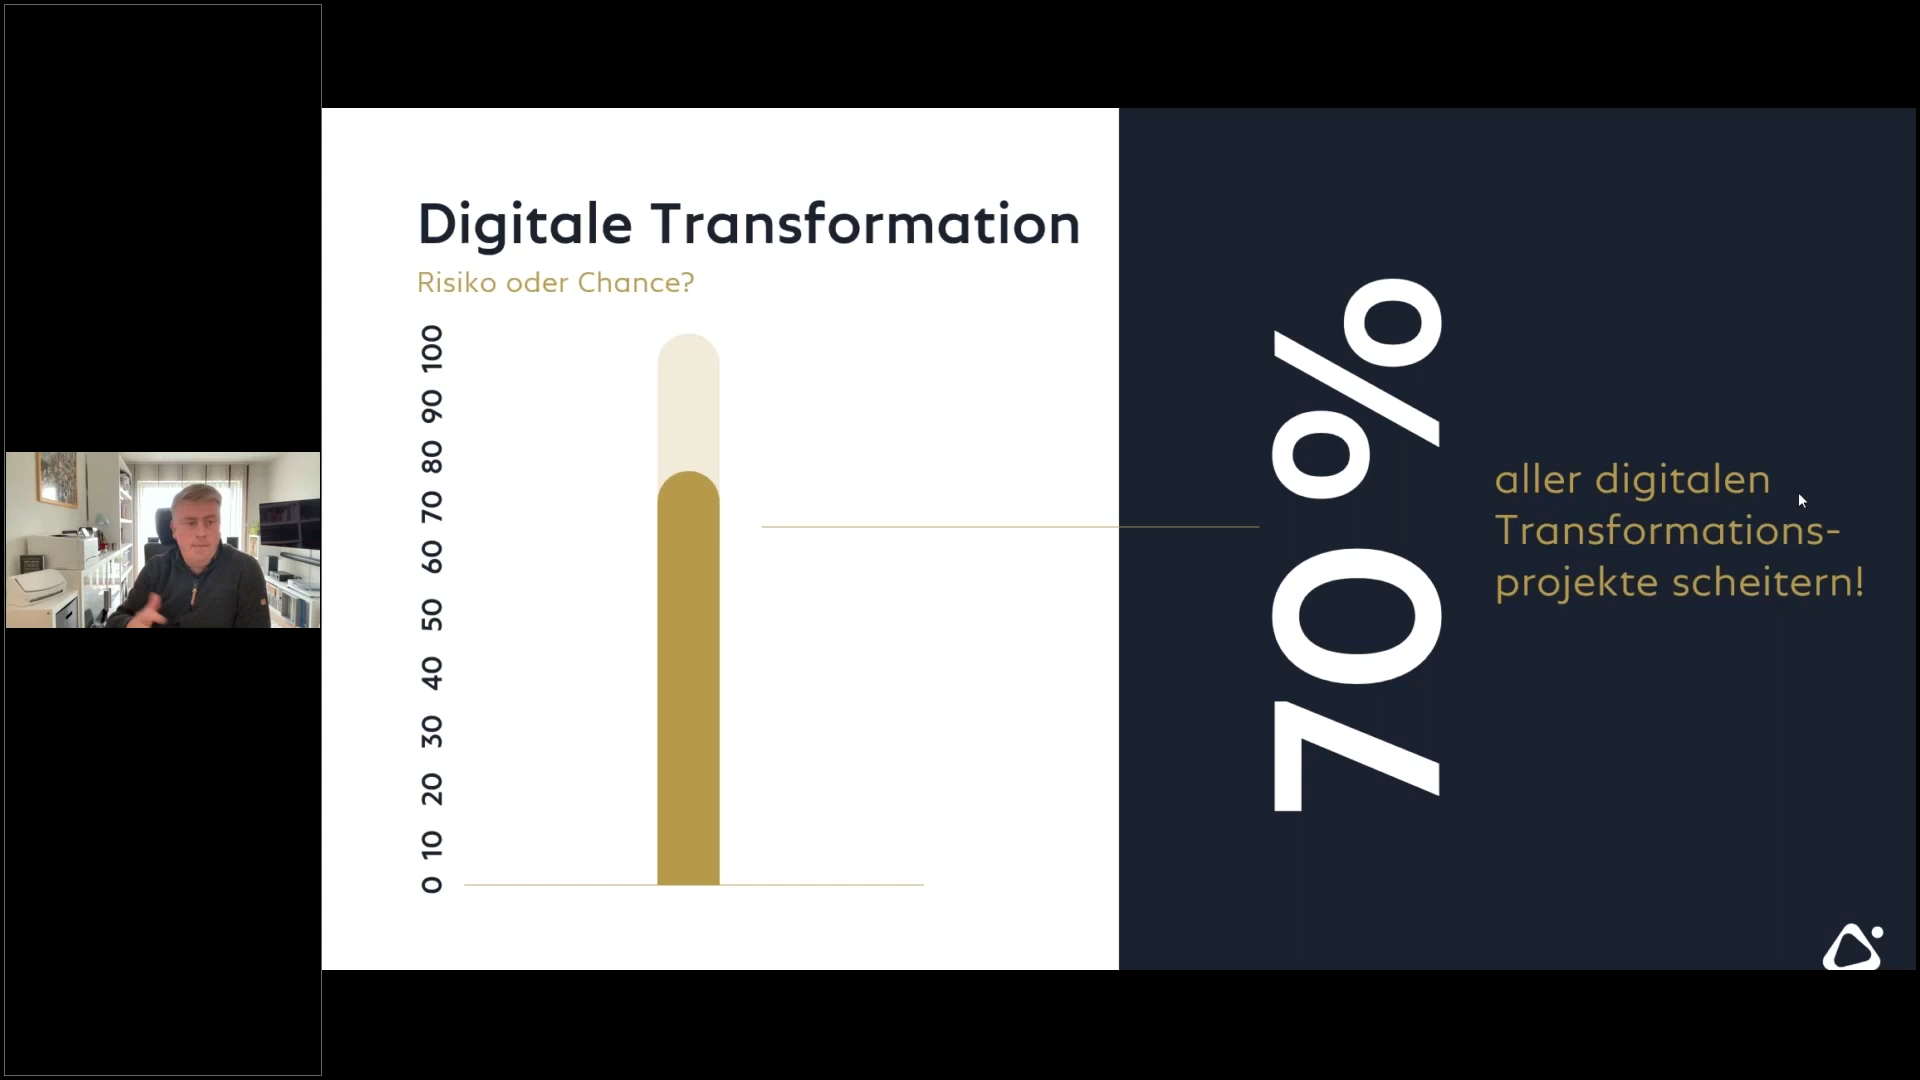 Digitale Transformation
Risiko oder Chance?
100
90
80
70
60
50
40
30
20
10
0
70 %
aller digitalen
Transformations-
projekte scheitern!